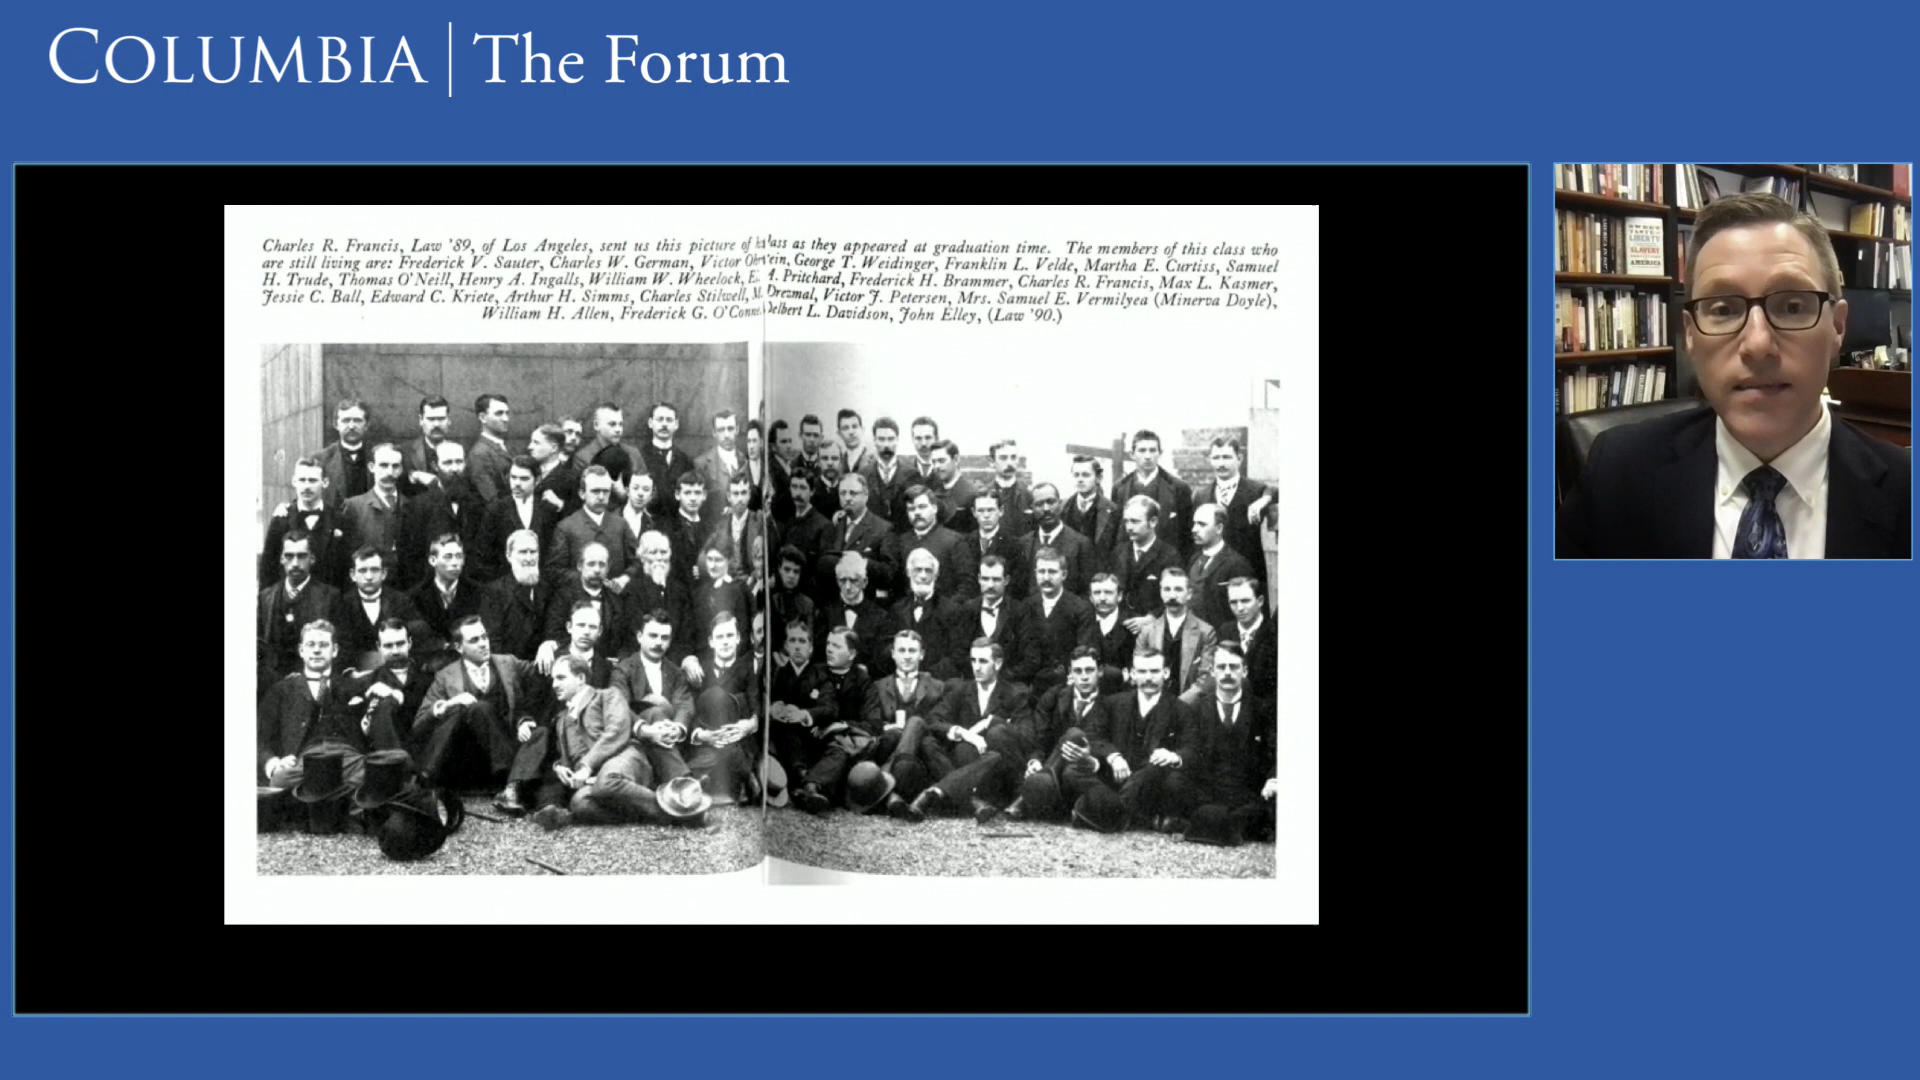 COLUMBIA | The Forum
Charles R. Francis, Law '89, of Los Angeles, sent us this picture of class as they appeared at graduation time. The members of this class who
are still living are: Frederick V. Sauter, Charles W. German, Victor George T. Weidinger, Franklin L. Velde, Martha E. Curtiss, Samuel
H. Trude, Thomas O'Neill, Henry A. Ingalls, William W. Wheelock, Pritchard, Frederick H. Brammer, Charles R. Francis, Max L. Kasmer,
Jessie C. Ball, Edward C. Kriete, Arthur H. Simms, Charles Stilwell, Drezmal, Victor J. Petersen, Mrs. Samuel E. Vermilyea (Minerva Doyle),
William H. Allen, Frederick G. Delbert L. Davidson, John Elley, (Law '90.)
LIBERTY
SLAVERY
AMERICA